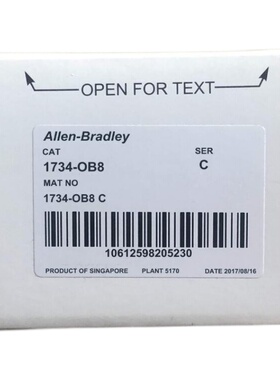 OPEN FOR TEXT
Allen-Bradley
CAT SER
1734-OB8 C
MAT NO
1734-OB8 C
10612598205230
PRODUCT OF SINGAPORE PLANT 5170 DATE 2017/08/16